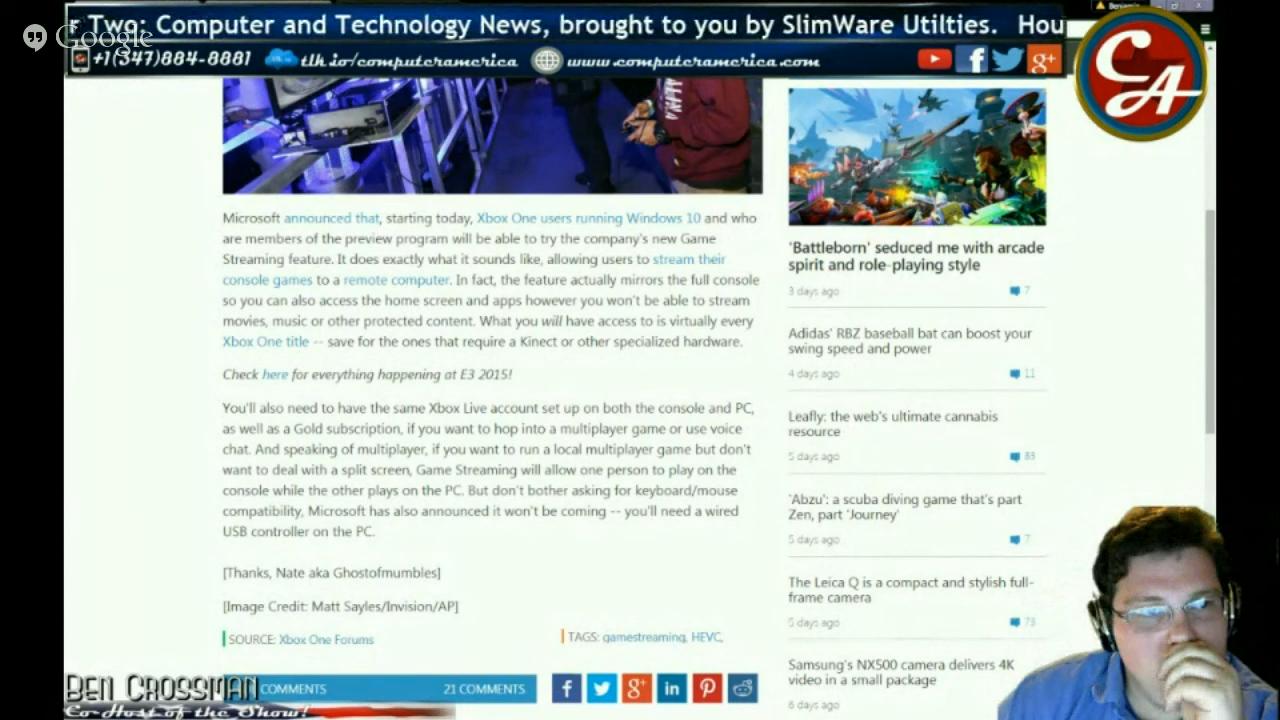 r Two: Computer and Technology News, brought to you by SlimWare Utilties. Hou
Google
+1(347)884-8881 tlk.io/computeramerica www.computeramerica.com
CA
Microsoft announced that, starting today, Xbox One users running Windows 10 and who
are members of the preview program will be able to try the company's new Game
Streaming feature. It does exactly what it sounds like, allowing users to stream their
console games to a remote computer. In fact, the feature actually mirrors the full console
so you can also access the home screen and apps however you won't be able to stream
movies, music or other protected content. What you will have access to is virtually every
Xbox One title -- save for the ones that require a Kinect or other specialized hardware.
Check here for everything happening at E3 2015!
You'll also need to have the same Xbox Live account set up on both the console and PC,
as well as a Gold subscription, if you want to hop into a multiplayer game or use voice
chat. And speaking of multiplayer, if you want to run a local multiplayer game but don't
want to deal with a split screen, Game Streaming will allow one person to play on the
console while the other plays on the PC. But don't bother asking for keyboard/mouse
compatibility, Microsoft has also announced it won't be coming -- you'll need a wired
USB controller on the PC.
[Thanks, Nate aka Ghostofmumbles]
[Image Credit: Matt Sayles/Invision/AP]
SOURCE: Xbox One Forums
TAGS: gamestreaming, HEVC,
COMMENTS
21 COMMENTS
'Battleborn' seduced me with arcade
spirit and role-playing style
3 days ago 7
Adidas' RBZ baseball bat can boost your
swing speed and power
4 days ago 11
Leafly: the web's ultimate cannabis
resource
5 days ago 83
'Abzu': a scuba diving game that's part
Zen, part 'Journey'
5 days ago 7
The Leica Q is a compact and stylish full-
frame camera
5 days ago 73
Samsung's NX500 camera delivers 4K
video in a small package
6 days ago
Ben Crossman
Co-Host of the Show!